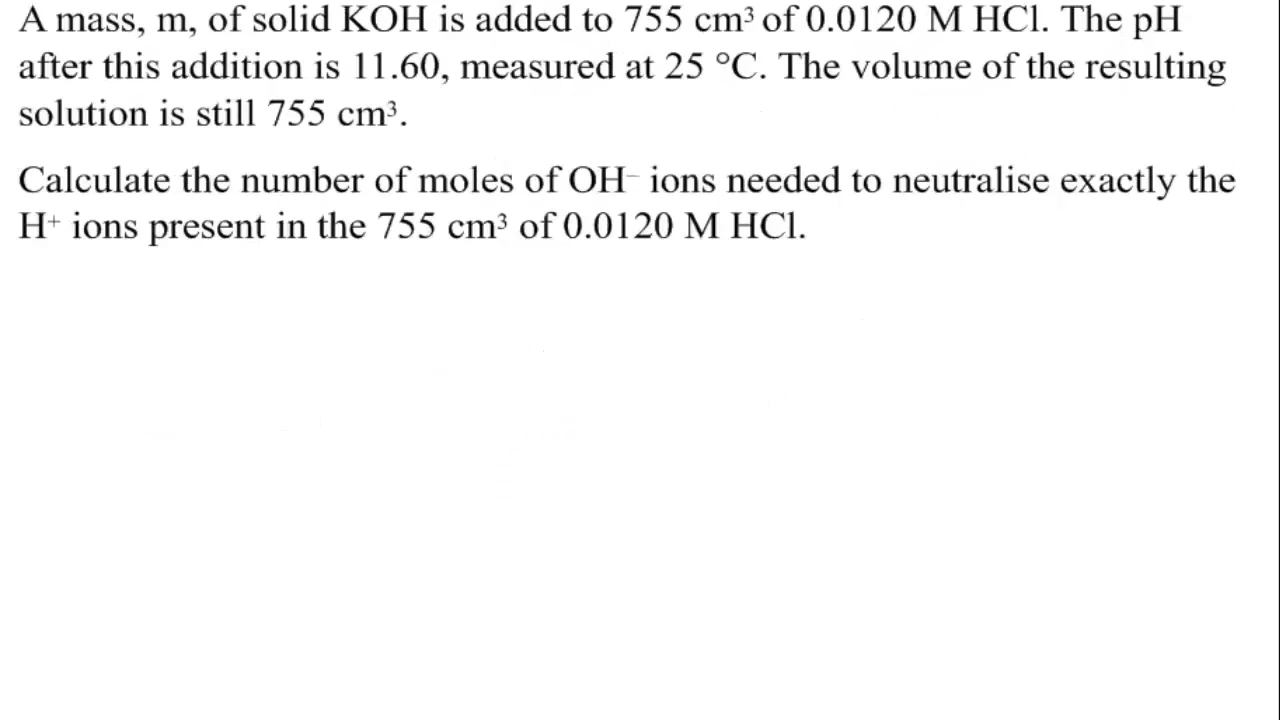 A mass, m, of solid KOH is added to 755 cm³ of 0.0120 M HCl. The pH
after this addition is 11.60, measured at 25 °C. The volume of the resulting
solution is still 755 cm³.
Calculate the number of moles of OH⁻ ions needed to neutralise exactly the
H⁺ ions present in the 755 cm³ of 0.0120 M HCl.